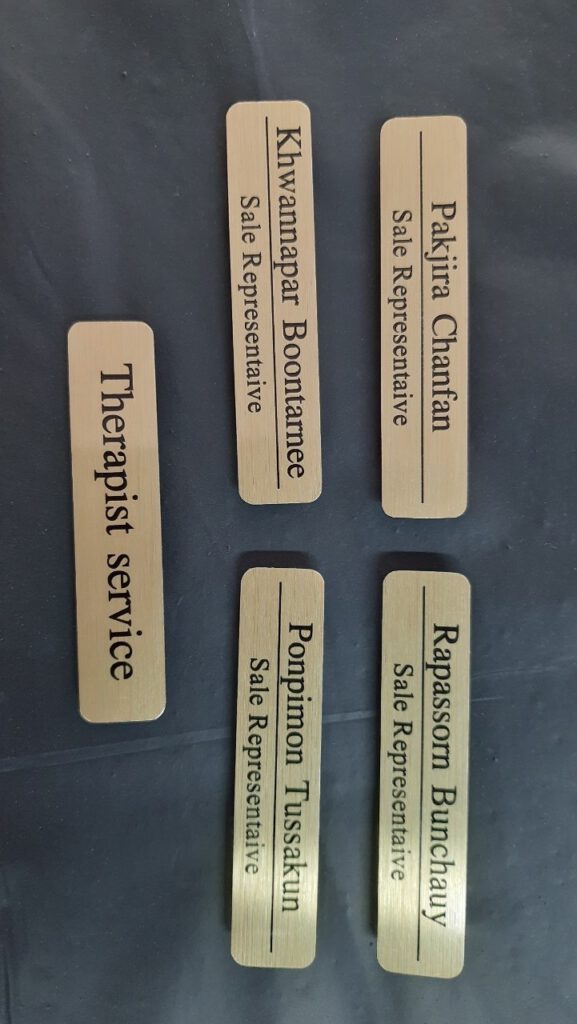 Pakjira Chanfan
Sale Representaive
Rapassorn Bunchauy
Sale Representaive
Khwannapar Boontarnee
Sale Representaive
Ponpimon Tussakun
Sale Representaive
Therapist service